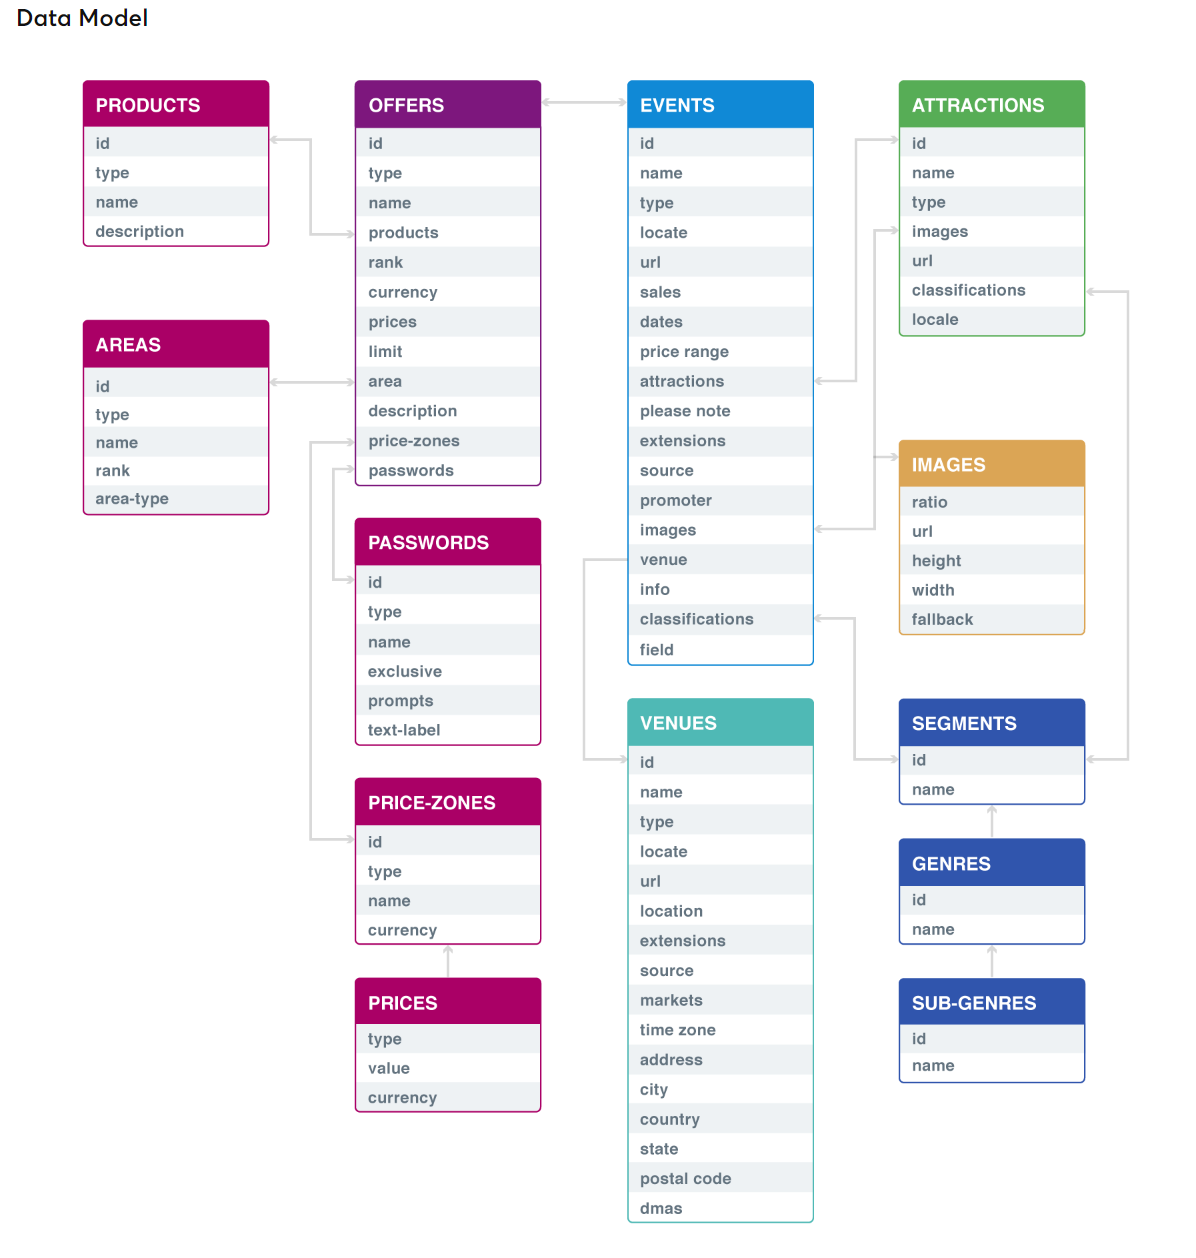 Data Model
PRODUCTS
id
type
name
description
AREAS
id
type
name
rank
area-type
OFFERS
id
type
name
products
rank
currency
prices
limit
area
description
price-zones
passwords
PASSWORDS
id
type
name
exclusive
prompts
text-label
PRICE-ZONES
id
type
name
currency
PRICES
type
value
currency
EVENTS
id
name
type
locate
url
sales
dates
price range
attractions
please note
extensions
source
promoter
images
venue
info
classifications
field
VENUES
id
name
type
locate
url
location
extensions
source
markets
time zone
address
city
country
state
postal code
dmas
ATTRACTIONS
id
name
type
images
url
classifications
locale
IMAGES
ratio
url
height
width
fallback
SEGMENTS
id
name
GENRES
id
name
SUB-GENRES
id
name